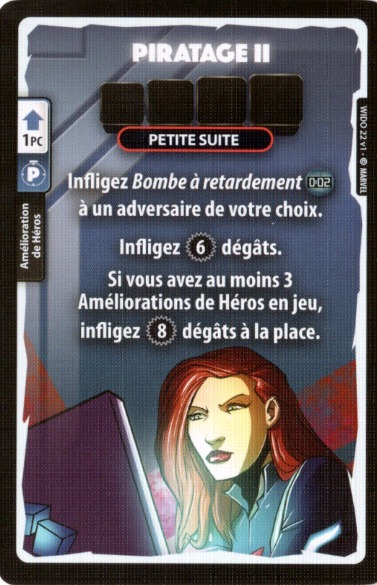 PIRATAGE II
PETITE SUITE
1PC
P
Amélioration
de Héros
Infligez Bombe à retardement 0:02
à un adversaire de votre choix.
Infligez 6 dégâts.
Si vous avez au moins 3
Améliorations de Héros en jeu,
infligez 8 dégâts à la place.
WIDO 22 v1 - © MARVEL